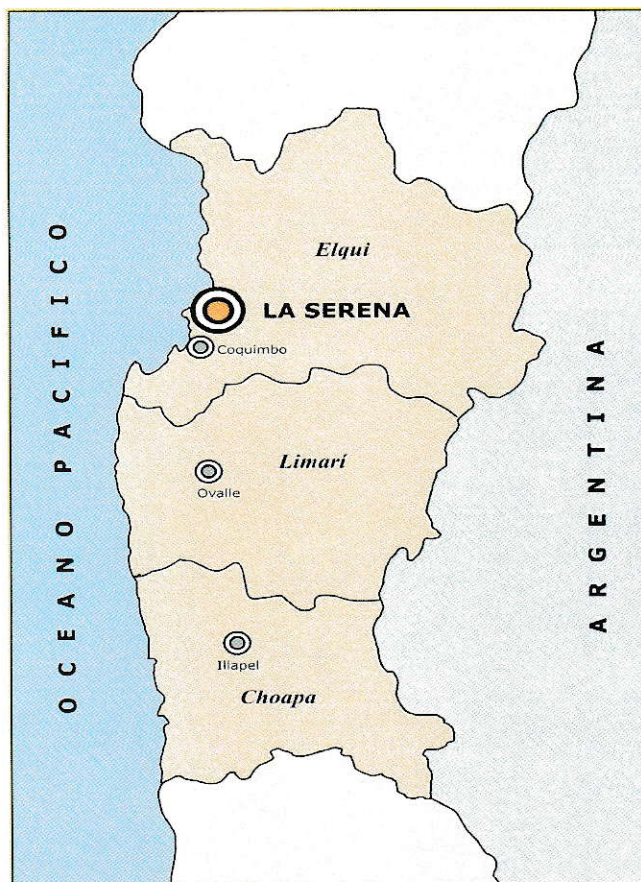 Elqui
LA SERENA
Coquimbo
Limarí
Ovalle
Illapel
Choapa
OCEANO PACIFICO
ARGENTINA